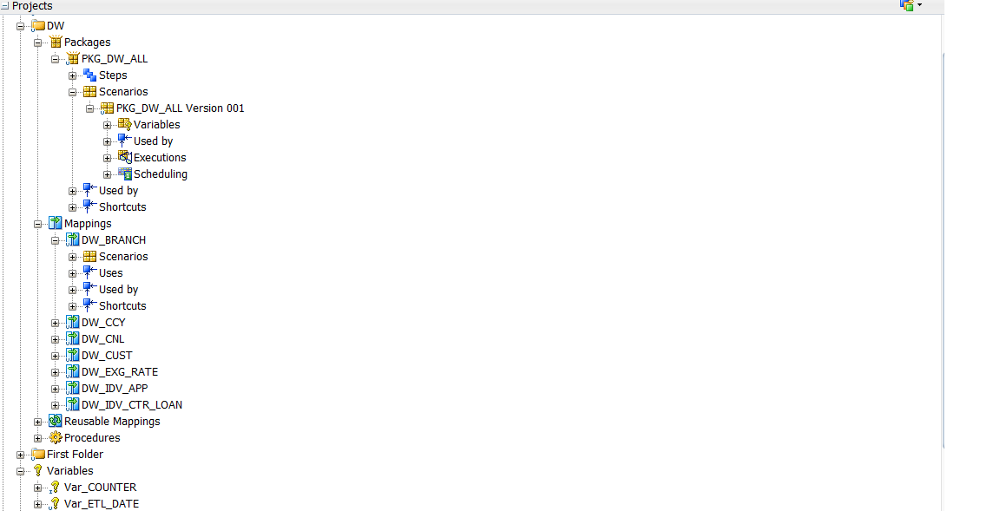 Projects
DW
Packages
PKG_DW_ALL
Steps
Scenarios
PKG_DW_ALL Version 001
Variables
Used by
Executions
Scheduling
Used by
Shortcuts
Mappings
DW_BRANCH
Scenarios
Uses
Used by
Shortcuts
DW_CCY
DW_CNL
DW_CUST
DW_EXG_RATE
DW_IDV_APP
DW_IDV_CTR_LOAN
Reusable Mappings
Procedures
First Folder
Variables
Var_COUNTER
Var_ETL_DATE